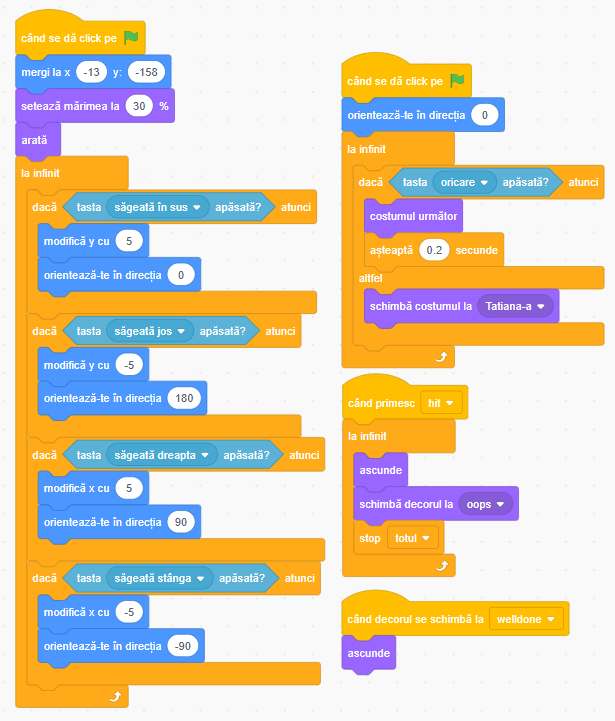 când se dă click pe
mergi la x -13 y: -158
setează mărimea la 30 %
arată
la infinit
dacă tasta săgeată în sus apăsată? atunci
modifică y cu 5
orientează-te în direcția 0
dacă tasta săgeată jos apăsată? atunci
modifică y cu -5
orientează-te în direcția 180
dacă tasta săgeată dreapta apăsată? atunci
modifică x cu 5
orientează-te în direcția 90
dacă tasta săgeată stânga apăsată? atunci
modifică x cu -5
orientează-te în direcția -90
când se dă click pe
orientează-te în direcția 0
la infinit
dacă tasta oricare apăsată? atunci
costumul următor
așteaptă 0.2 secunde
altfel
schimbă costumul la Tatiana-a
când primesc hit
la infinit
ascunde
schimbă decorul la oops
stop totul
când decorul se schimbă la welldone
ascunde